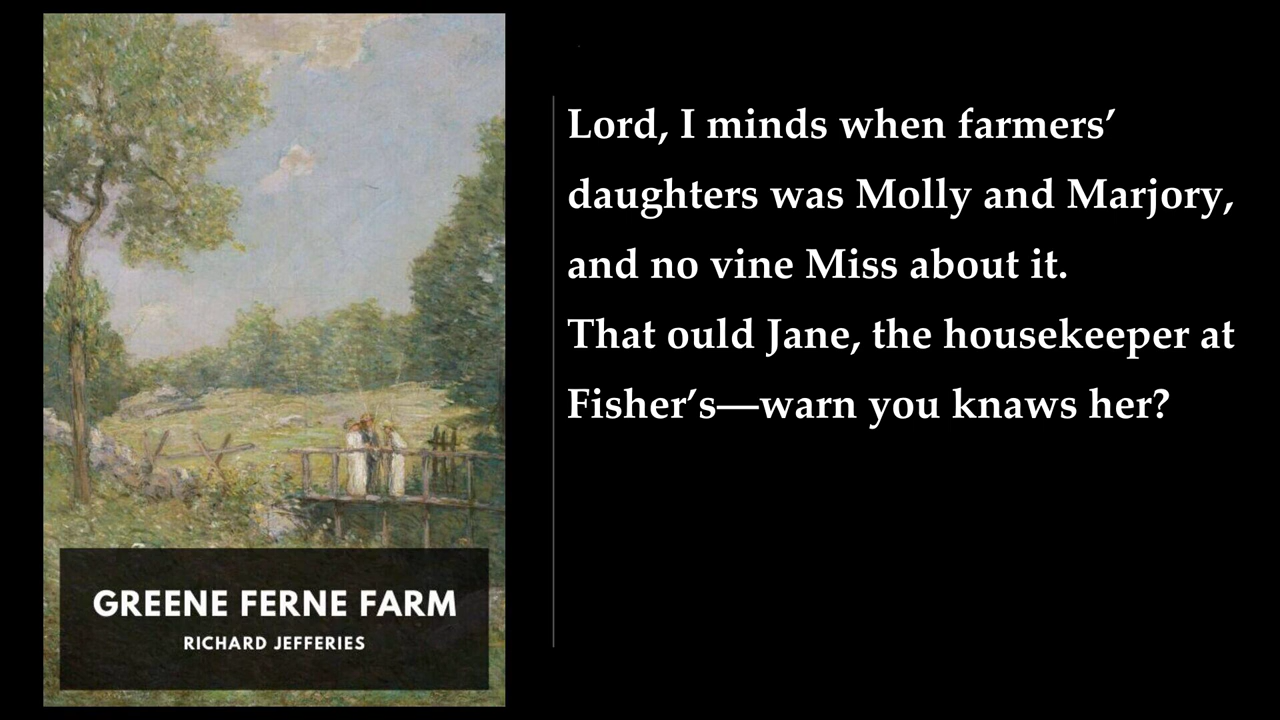 Lord, I minds when farmers’
daughters was Molly and Marjory,
and no vine Miss about it.
That ould Jane, the housekeeper at
Fisher’s—warn you knaws her?
GREENE FERNE FARM
RICHARD JEFFERIES